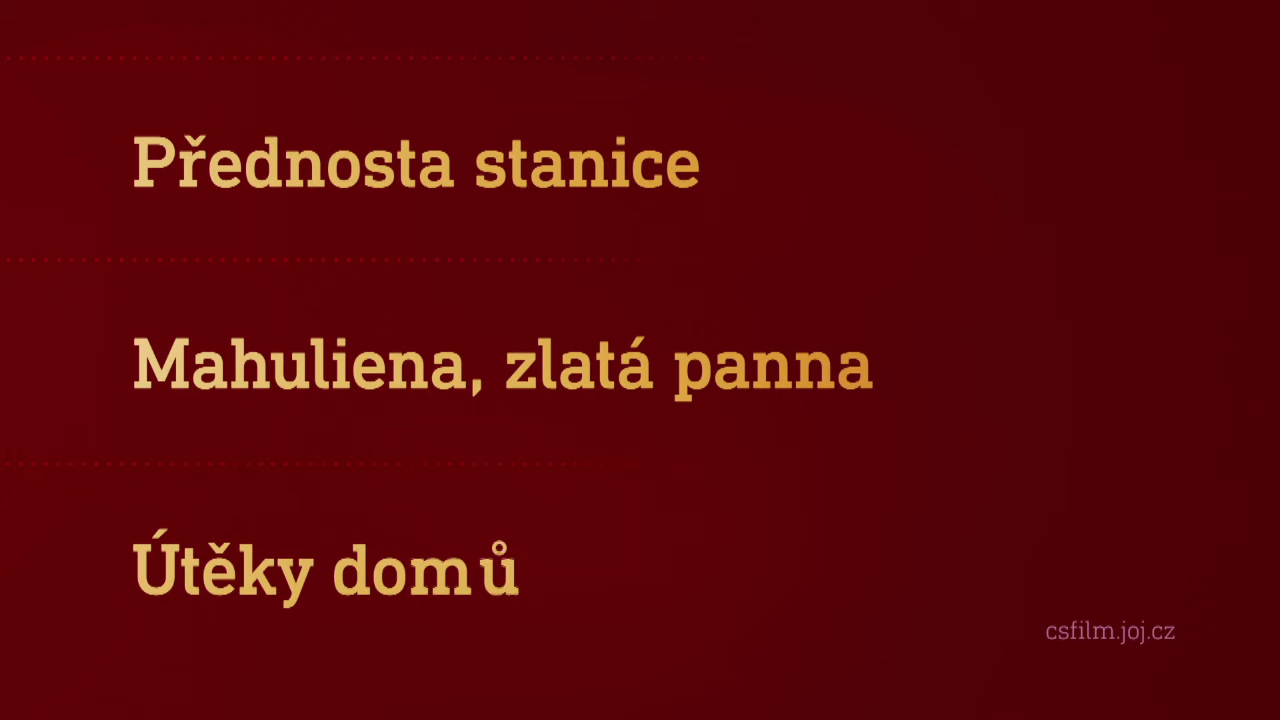 Přednosta stanice
Mahuliena, zlatá panna
Útěky domů
csfilm.joj.cz